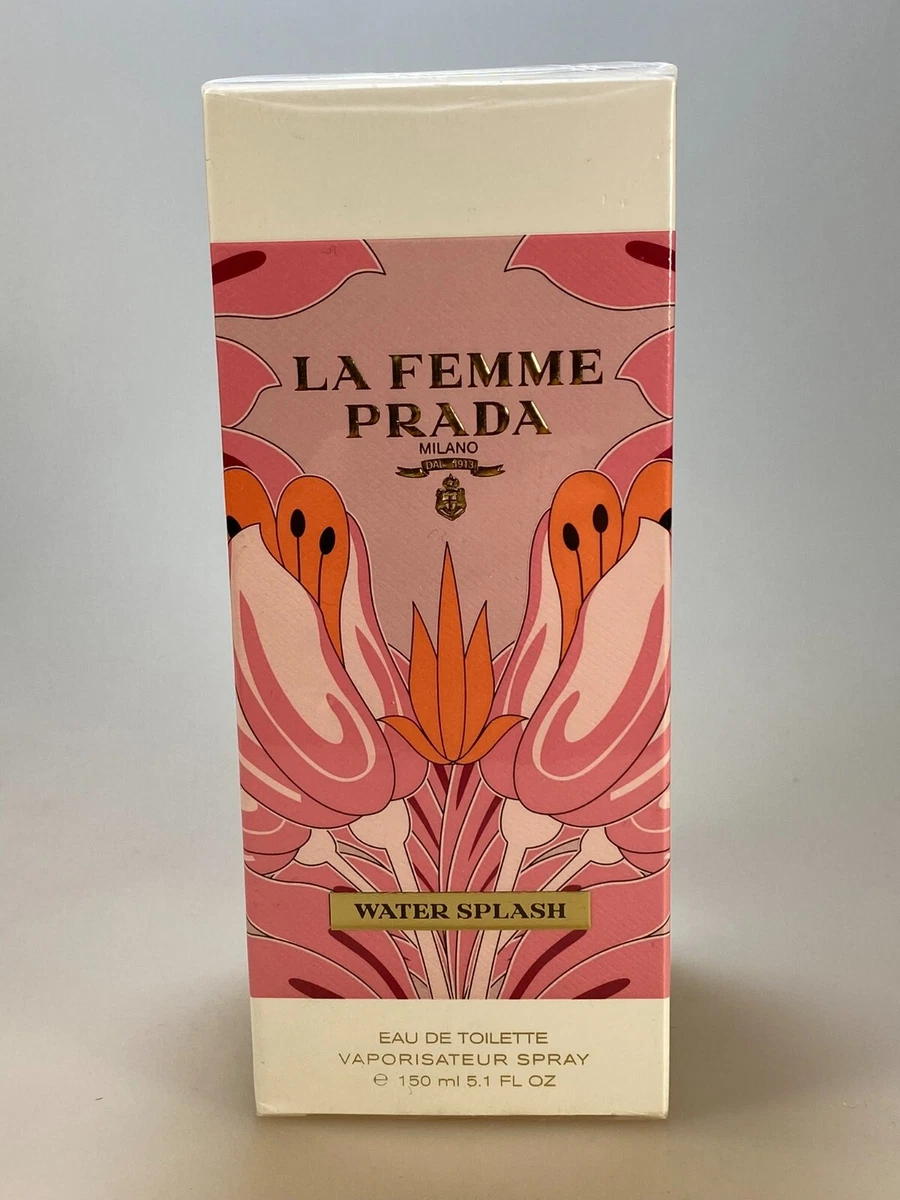 LA FEMME
PRADA
MILANO
DAL 1913
WATER SPLASH
EAU DE TOILETTE
VAPORISATEUR SPRAY
℮ 150 ml 5.1 FL OZ